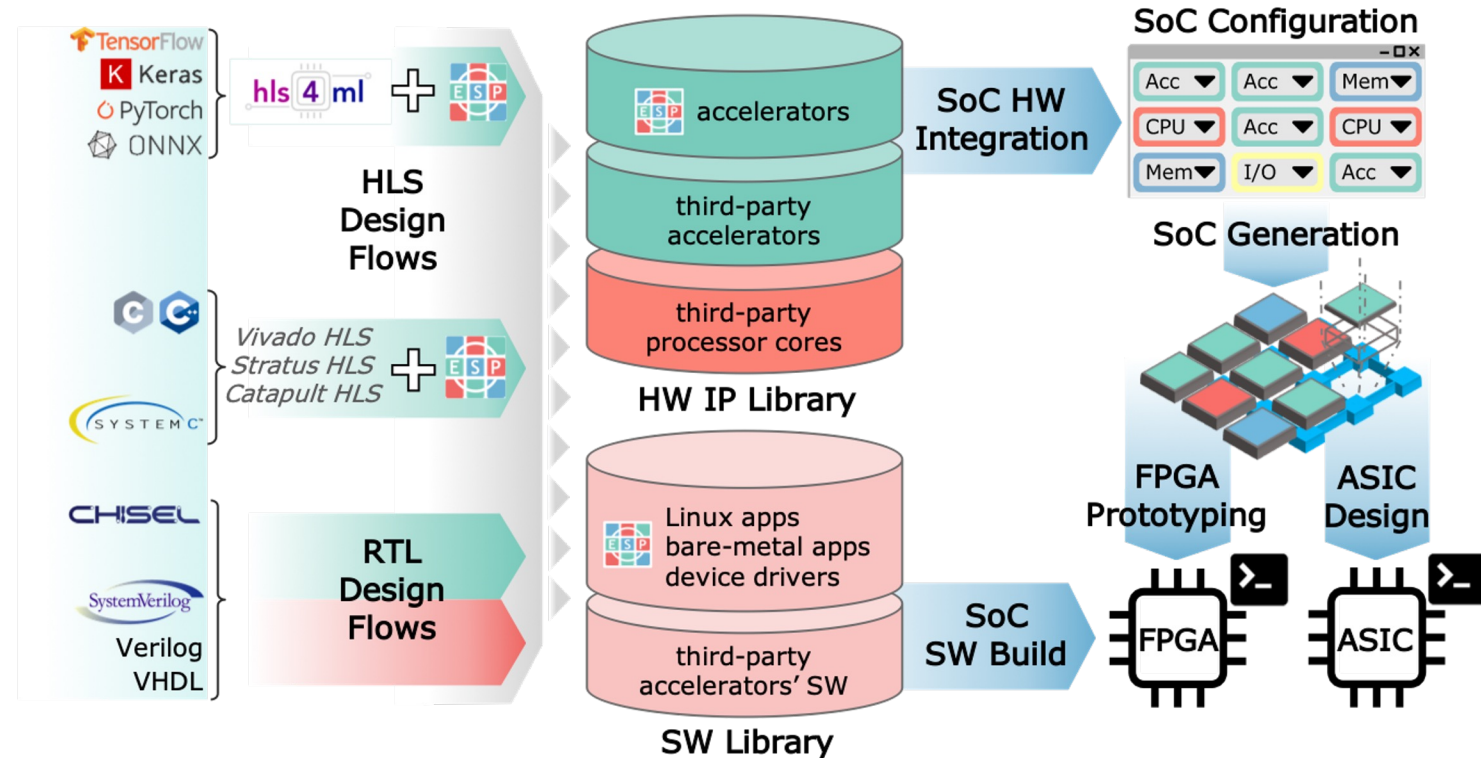 TensorFlow
K Keras
PyTorch
ONNX
hls 4 ml
ESP
HLS
Design
Flows
C
C++
SYSTEM C™
Vivado HLS
Stratus HLS
Catapult HLS
ESP
CHISEL
SystemVerilog
Verilog
VHDL
RTL
Design
Flows
ESP accelerators
third-party
accelerators
third-party
processor cores
HW IP Library
Linux apps
ESP bare-metal apps
device drivers
third-party
accelerators’ SW
SW Library
SoC HW
Integration
SoC
SW Build
SoC Configuration
Acc Acc Mem
CPU Acc CPU
Mem I/O Acc
SoC Generation
FPGA
Prototyping
ASIC
Design
FPGA
ASIC